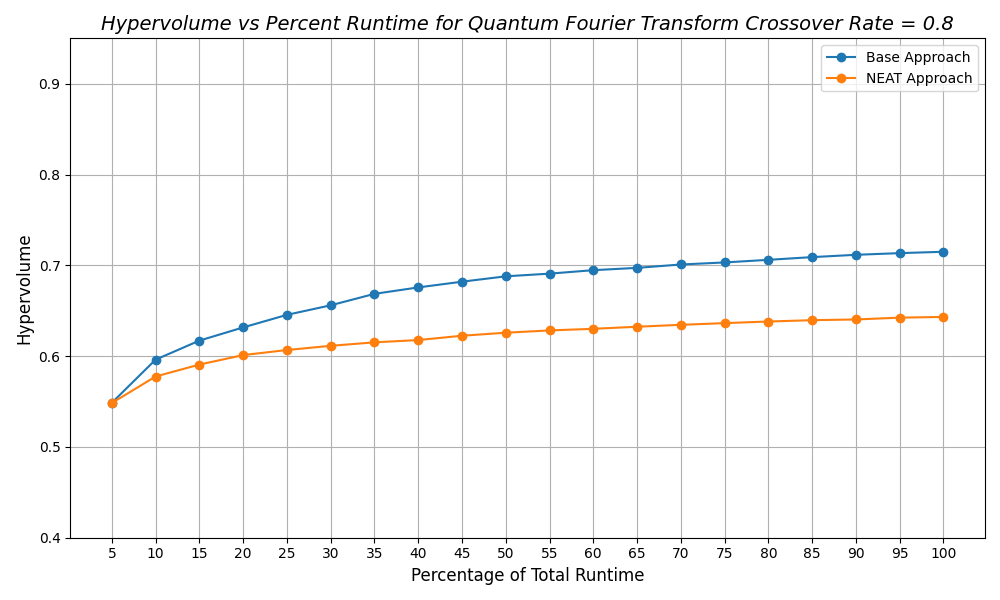 Hypervolume vs Percent Runtime for Quantum Fourier Transform Crossover Rate = 0.8
Base Approach
NEAT Approach
Hypervolume
0.9
0.8
0.7
0.6
0.5
0.4
5 10 15 20 25 30 35 40 45 50 55 60 65 70 75 80 85 90 95 100
Percentage of Total Runtime